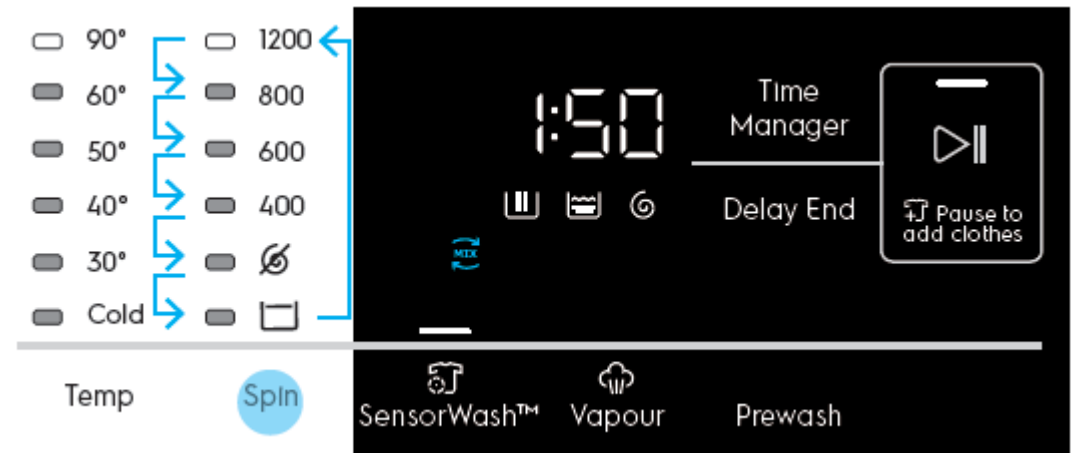 90°
1200
60°
800
50°
600
40°
400
30°
Cold
Temp
Spin
1:50
Time
Manager
Delay End
Pause to
add clothes
MIX
SensorWash™
Vapour
Prewash